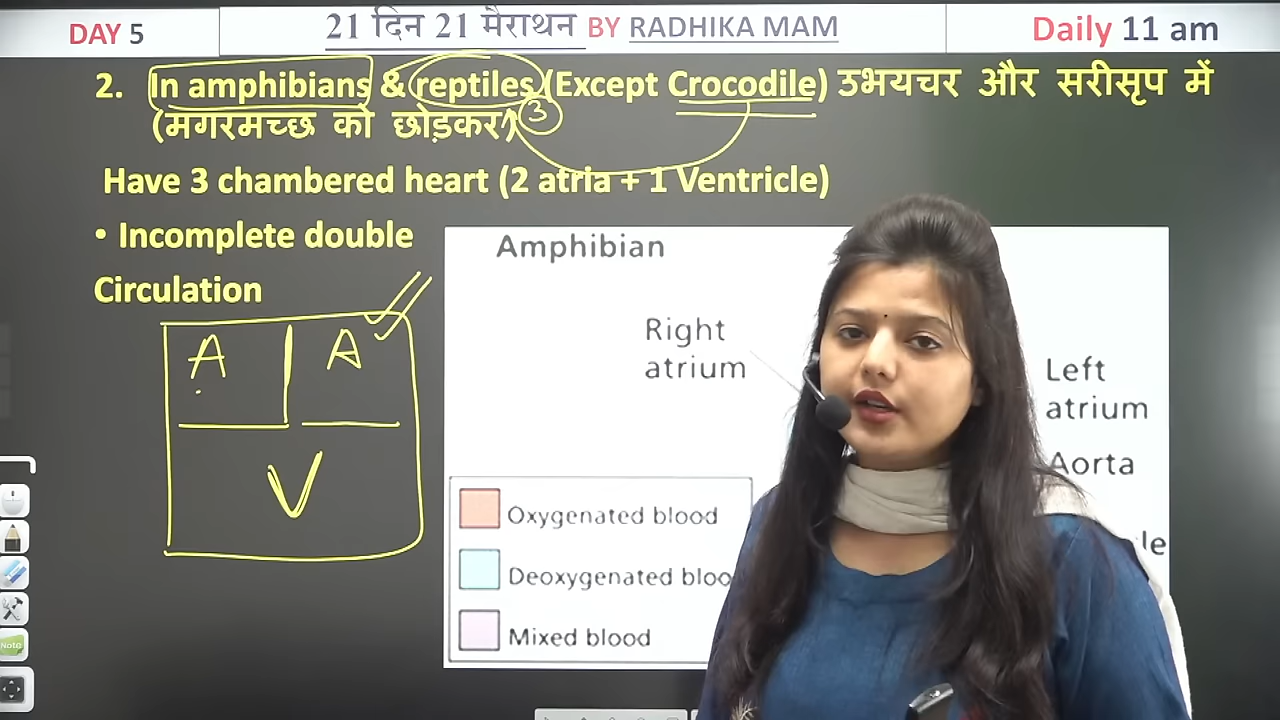 DAY 5
21 दिन 21 मैराथन BY RADHIKA MAM
Daily 11 am
2. In amphibians & reptiles (Except Crocodile) उभयचर और सरीसृप में
(मगरमच्छ को छोड़कर)
3
Have 3 chambered heart (2 atria + 1 Ventricle)
• Incomplete double
Circulation
A A
V
Amphibian
Right
atrium
Left
atrium
Aorta
Oxygenated blood
Deoxygenated bloo
Mixed blood
Note